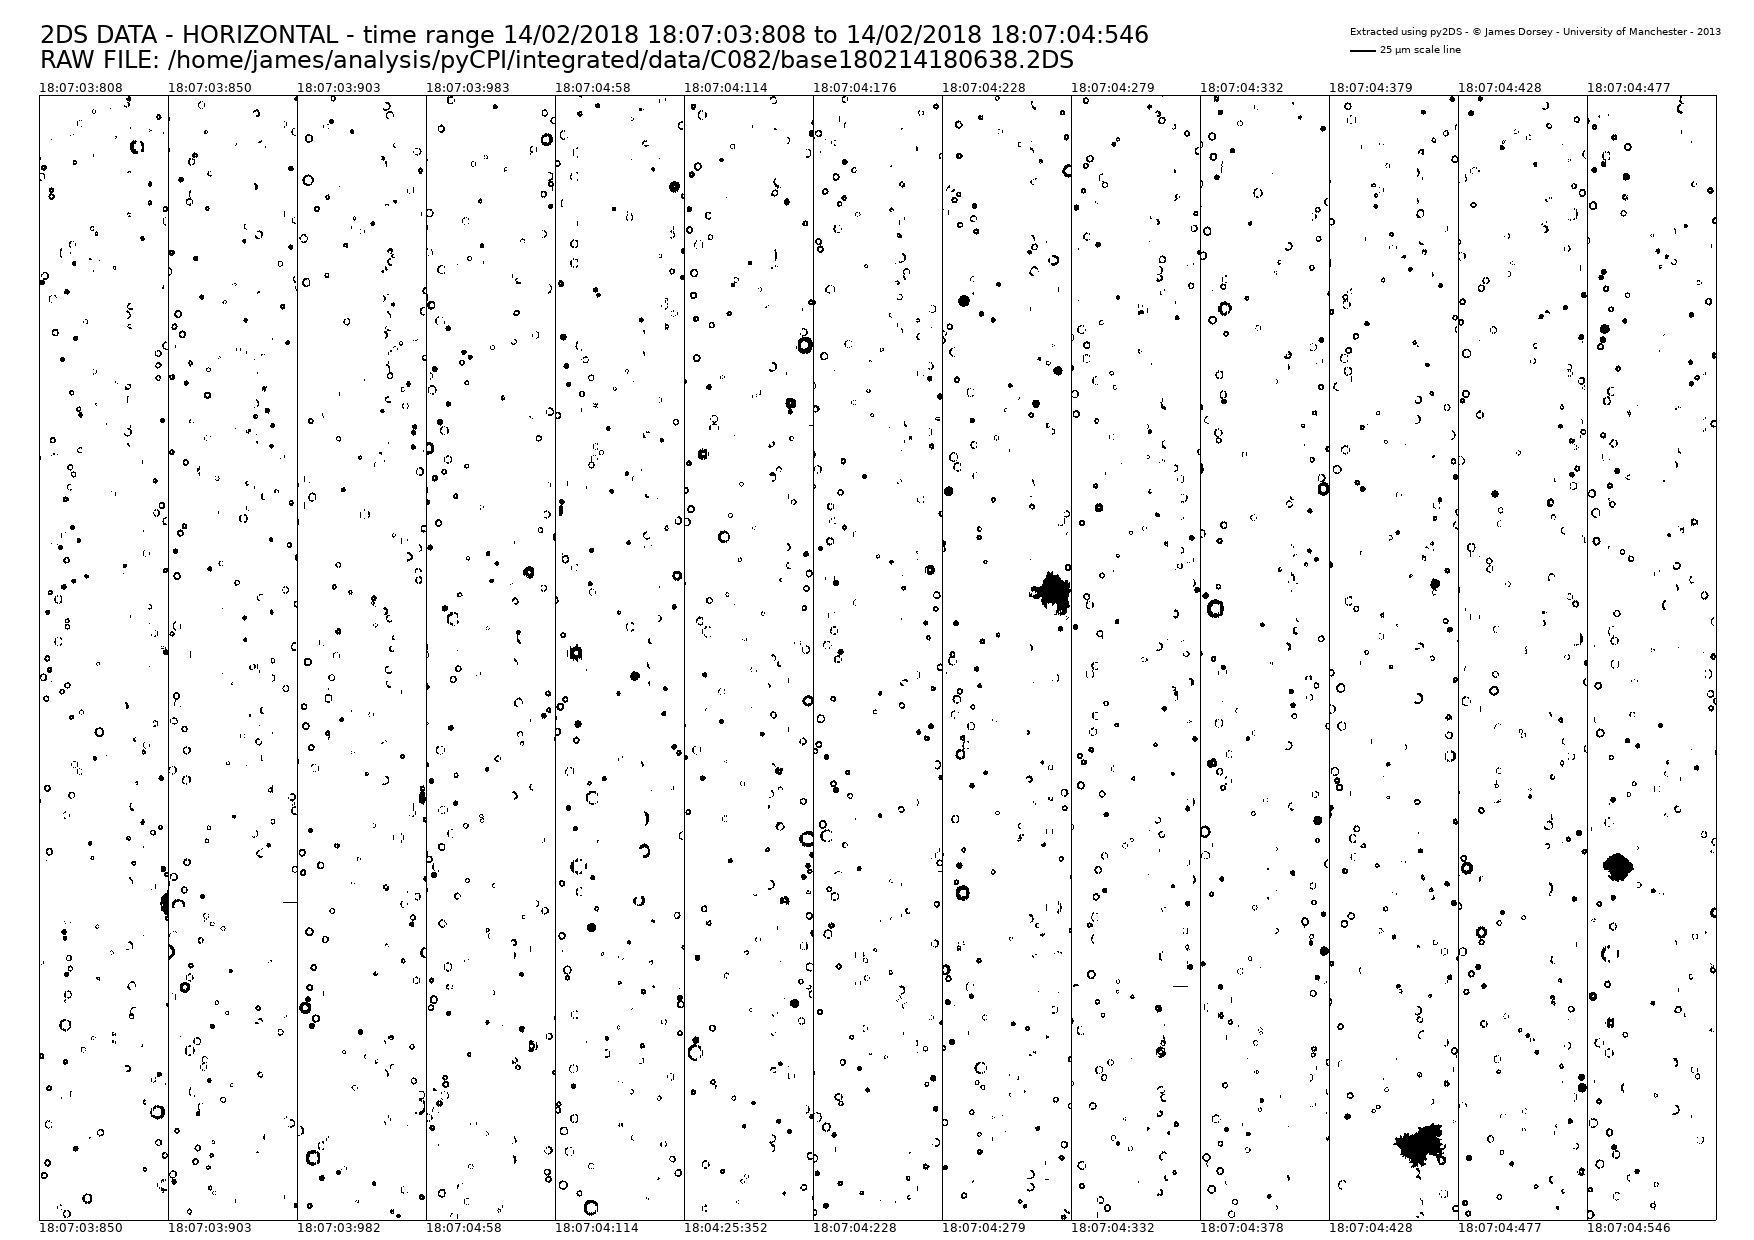 2DS DATA - HORIZONTAL - time range 14/02/2018 18:07:03:808 to 14/02/2018 18:07:04:546
RAW FILE: /home/james/analysis/pyCPI/integrated/data/C082/base180214180638.2DS
Extracted using py2DS - © James Dorsey - University of Manchester - 2013
25 µm scale line
18:07:03:808 18:07:03:850 18:07:03:903 18:07:03:983 18:07:04:58 18:07:04:114 18:07:04:176 18:07:04:228 18:07:04:279 18:07:04:332 18:07:04:379 18:07:04:428 18:07:04:477
18:07:03:850 18:07:03:903 18:07:03:982 18:07:04:58 18:07:04:114 18:04:25:352 18:07:04:228 18:07:04:279 18:07:04:332 18:07:04:378 18:07:04:428 18:07:04:477 18:07:04:546